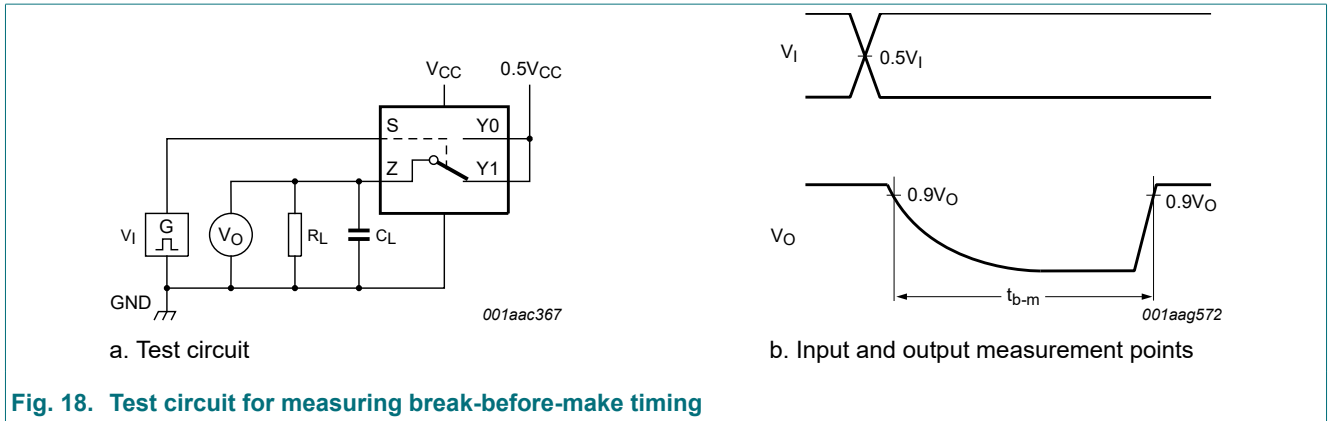 VCC 0.5VCC
S Y0
Z Y1
VI G VO RL CL
GND
001aac367
a. Test circuit
VI 0.5VI
0.9VO 0.9VO
VO
tb-m
001aag572
b. Input and output measurement points
Fig. 18. Test circuit for measuring break-before-make timing